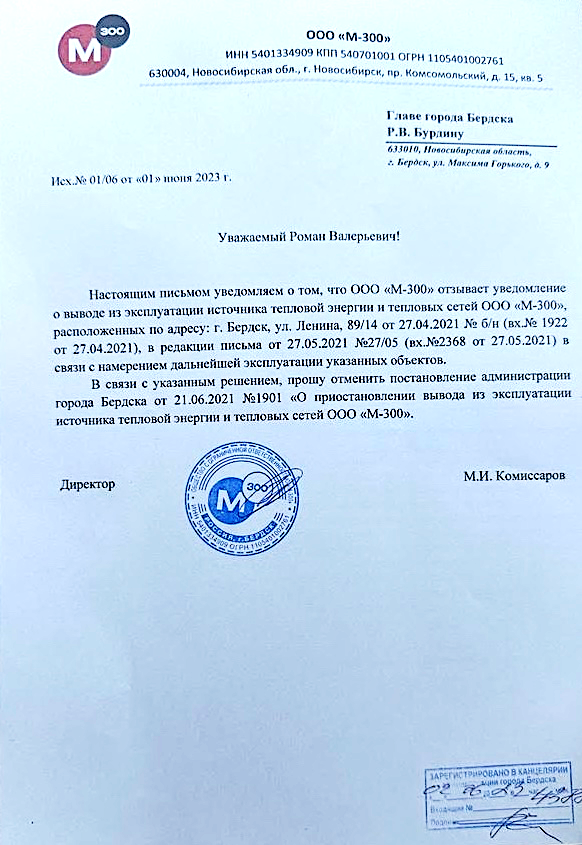 М 300
ООО «М-300»
ИНН 5401334909 КПП 540701001 ОГРН 1105401002761
630004, Новосибирская обл., г. Новосибирск, пр. Комсомольский, д. 15, кв. 5
Главе города Бердска
Р.В. Бурдину
633010, Новосибирская область,
г. Бердск, ул. Максима Горького, д. 9
Исх.№ 01/06 от «01» июня 2023 г.
Уважаемый Роман Валерьевич!
Настоящим письмом уведомляем о том, что ООО «М-300» отзывает уведомление
о выводе из эксплуатации источника тепловой энергии и тепловых сетей ООО «М-300»,
расположенных по адресу: г. Бердск, ул. Ленина, 89/14 от 27.04.2021 № б/н (вх.№ 1922
от 27.04.2021), в редакции письма от 27.05.2021 №27/05 (вх.№2368 от 27.05.2021) в
связи с намерением дальнейшей эксплуатации указанных объектов.
В связи с указанным решением, прошу отменить постановление администрации
города Бердска от 21.06.2021 №1901 «О приостановлении вывода из эксплуатации
источника тепловой энергии и тепловых сетей ООО «М-300».
Директор
М.И. Комиссаров
ОБЩЕСТВО С ОГРАНИЧЕННОЙ ОТВЕТСТВЕННОСТЬЮ
М 300
РОССИЯ, г.БЕРДСК
ИНН 5401334909 ОГРН 1105401002761
ЗАРЕГИСТРИРОВАНО В КАНЦЕЛЯРИИ
города Бердска
02 06 23
Входящий №